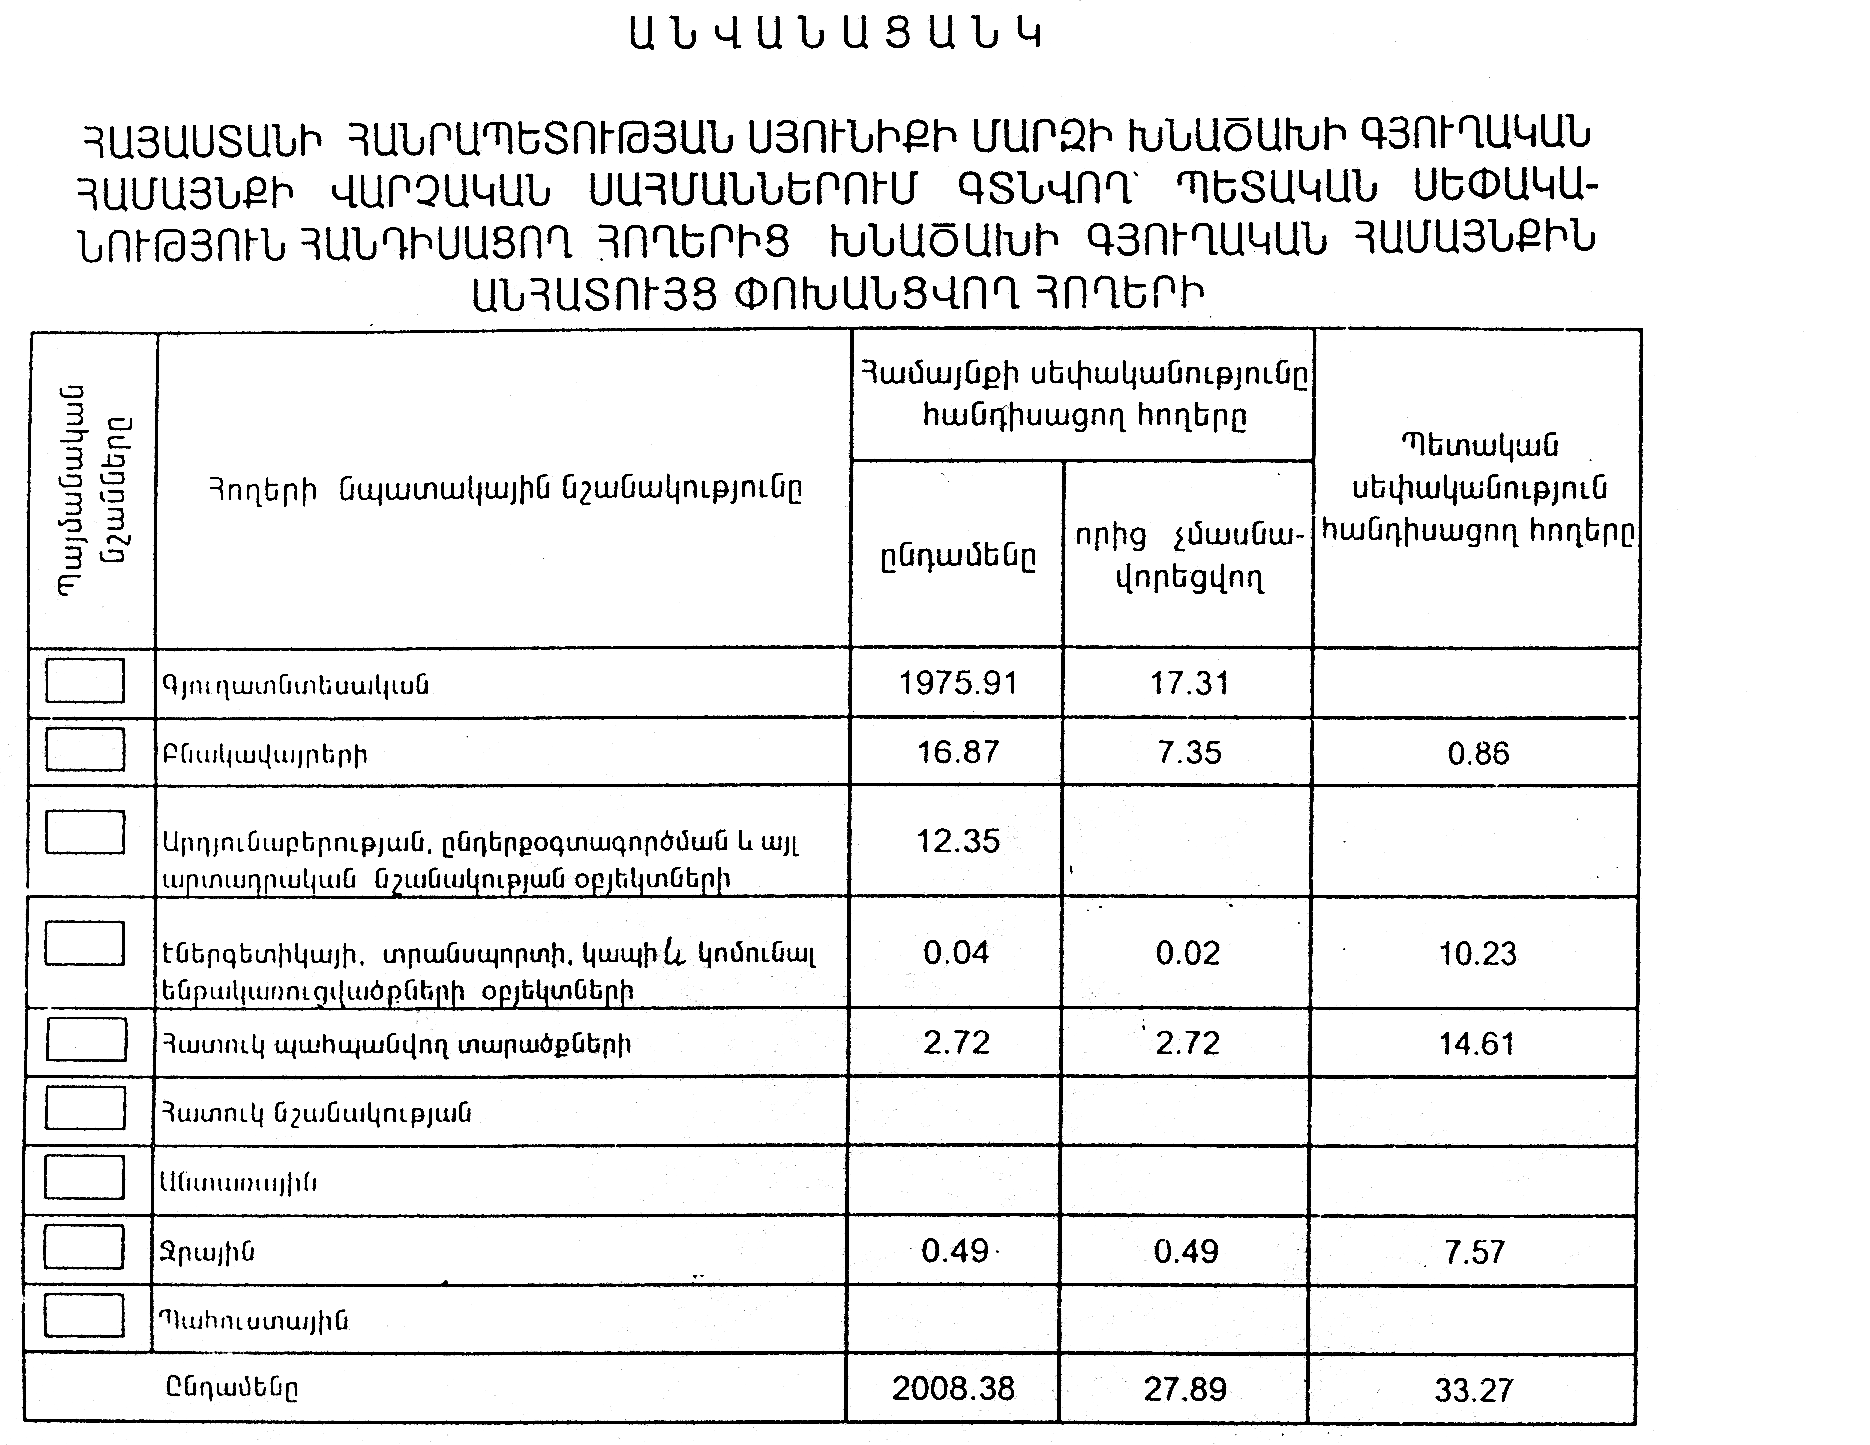 ԱՆՎԱՆԱՑԱՆԿ
ՀԱՅԱՍՏԱՆԻ ՀԱՆՐԱՊԵՏՈՒԹՅԱՆ ՍՅՈՒՆԻՔԻ ՄԱՐԶԻ ԽՆԱԾԱԽԻ ԳՅՈՒՂԱԿԱՆ
ՀԱՄԱՅՆՔԻ ՎԱՐՉԱԿԱՆ ՍԱՀՄԱՆՆԵՐՈՒՄ ԳՏՆՎՈՂ՝ ՊԵՏԱԿԱՆ ՍԵՓԱԿԱ-
ՆՈՒԹՅՈՒՆ ՀԱՆԴԻՍԱՑՈՂ ՀՈՂԵՐԻՑ ԽՆԱԾԱԽԻ ԳՅՈՒՂԱԿԱՆ ՀԱՄԱՅՆՔԻՆ
ԱՆՀԱՏՈՒՅՑ ՓՈԽԱՆՑՎՈՂ ՀՈՂԵՐԻ
Պայմանական
նշանները
Հողերի նպատակային նշանակությունը
Համայնքի սեփականությունը
հանդիսացող հողերը
ընդամենը
որից չմասնա-
վորեցվող
Պետական
սեփականություն
հանդիսացող հողերը
Գյուղատնտեսական 1975.91 17.31
Բնակավայրերի 16.87 7.35 0.86
Արդյունաբերության, ընդերքօգտագործման և այլ 12.35
արտադրական նշանակության օբյեկտների
էներգետիկայի, տրանսպորտի, կապի և կոմունալ 0.04 0.02 10.23
ենթակառուցվածքների օբյեկտների
Հատուկ պահպանվող տարածքների 2.72 2.72 14.61
Հատուկ նշանակության
Անտառային
Ջրային 0.49 0.49 7.57
Պահուստային
Ընդամենը 2008.38 27.89 33.27